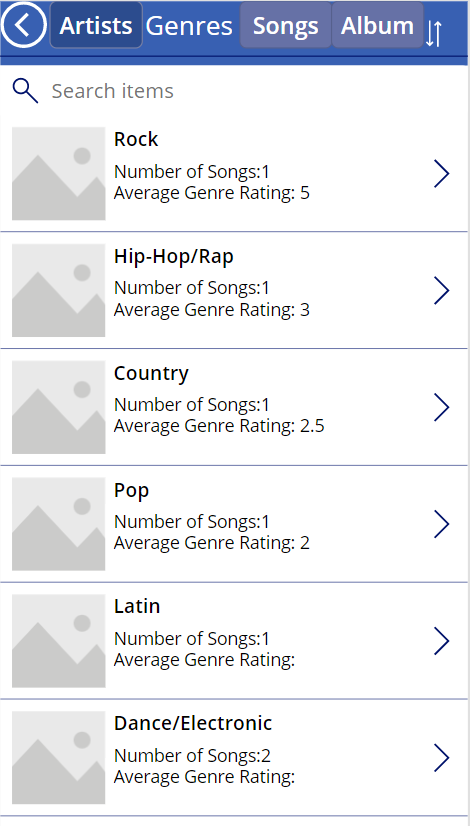 Artists Genres Songs Album
Search items
Rock
Number of Songs:1
Average Genre Rating: 5
Hip-Hop/Rap
Number of Songs:1
Average Genre Rating: 3
Country
Number of Songs:1
Average Genre Rating: 2.5
Pop
Number of Songs:1
Average Genre Rating: 2
Latin
Number of Songs:1
Average Genre Rating:
Dance/Electronic
Number of Songs:2
Average Genre Rating: